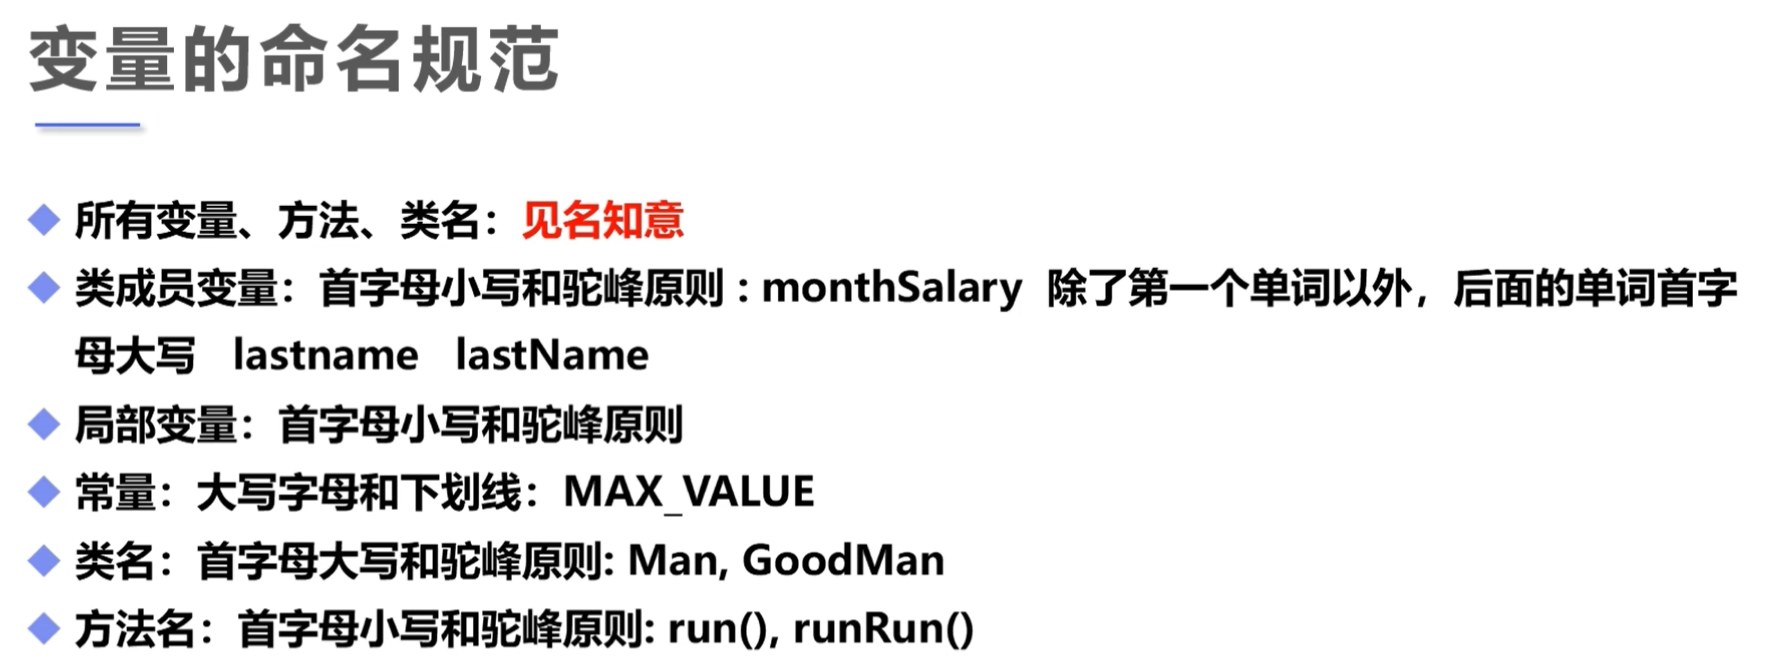 变量的命名规范
所有变量、方法、类名：见名知意
类成员变量：首字母小写和驼峰原则 : monthSalary 除了第一个单词以外，后面的单词首字
母大写 lastname lastName
局部变量：首字母小写和驼峰原则
常量：大写字母和下划线：MAX_VALUE
类名：首字母大写和驼峰原则: Man, GoodMan
方法名：首字母小写和驼峰原则: run(), runRun()